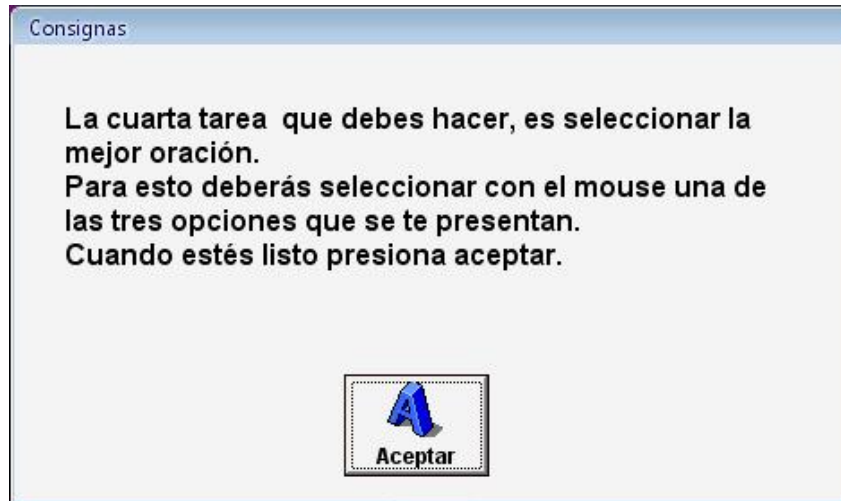 Consignas
La cuarta tarea  que debes hacer, es seleccionar la
mejor oración.
Para esto deberás seleccionar con el mouse una de
las tres opciones que se te presentan.
Cuando estés listo presiona aceptar.
Aceptar